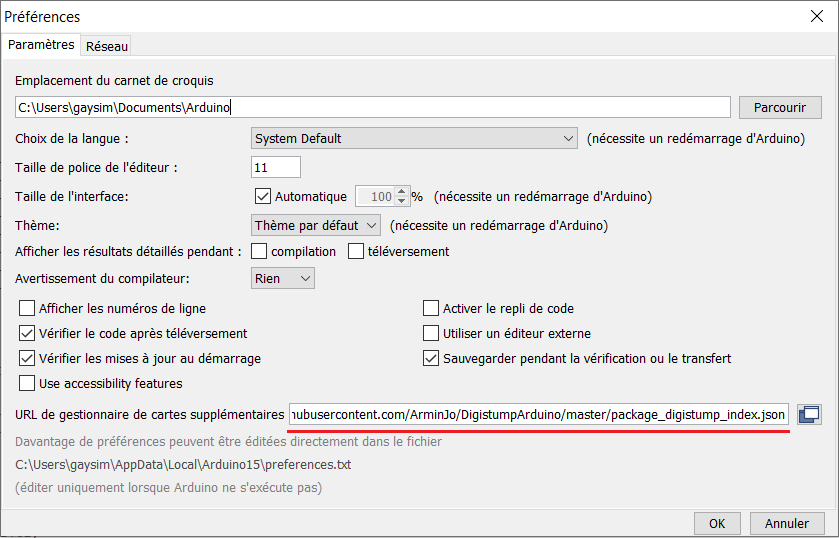 Préférences
Paramètres Réseau
Emplacement du carnet de croquis
C:\Users\gaysim\Documents\Arduino Parcourir
Choix de la langue : System Default (nécessite un redémarrage d'Arduino)
Taille de police de l'éditeur : 11
Taille de l'interface: Automatique 100 % (nécessite un redémarrage d'Arduino)
Thème: Thème par défaut (nécessite un redémarrage d'Arduino)
Afficher les résultats détaillés pendant : compilation téléversement
Avertissement du compilateur: Rien
Afficher les numéros de ligne Activer le repli de code
Vérifier le code après téléversement Utiliser un éditeur externe
Vérifier les mises à jour au démarrage Sauvegarder pendant la vérification ou le transfert
Use accessibility features
URL de gestionnaire de cartes supplémentaires nubusercontent.com/ArminJo/DigistumpArduino/master/package_digistump_index.json
Davantage de préférences peuvent être éditées directement dans le fichier
C:\Users\gaysim\AppData\Local\Arduino15\preferences.txt
(éditer uniquement lorsque Arduino ne s'exécute pas)
OK Annuler